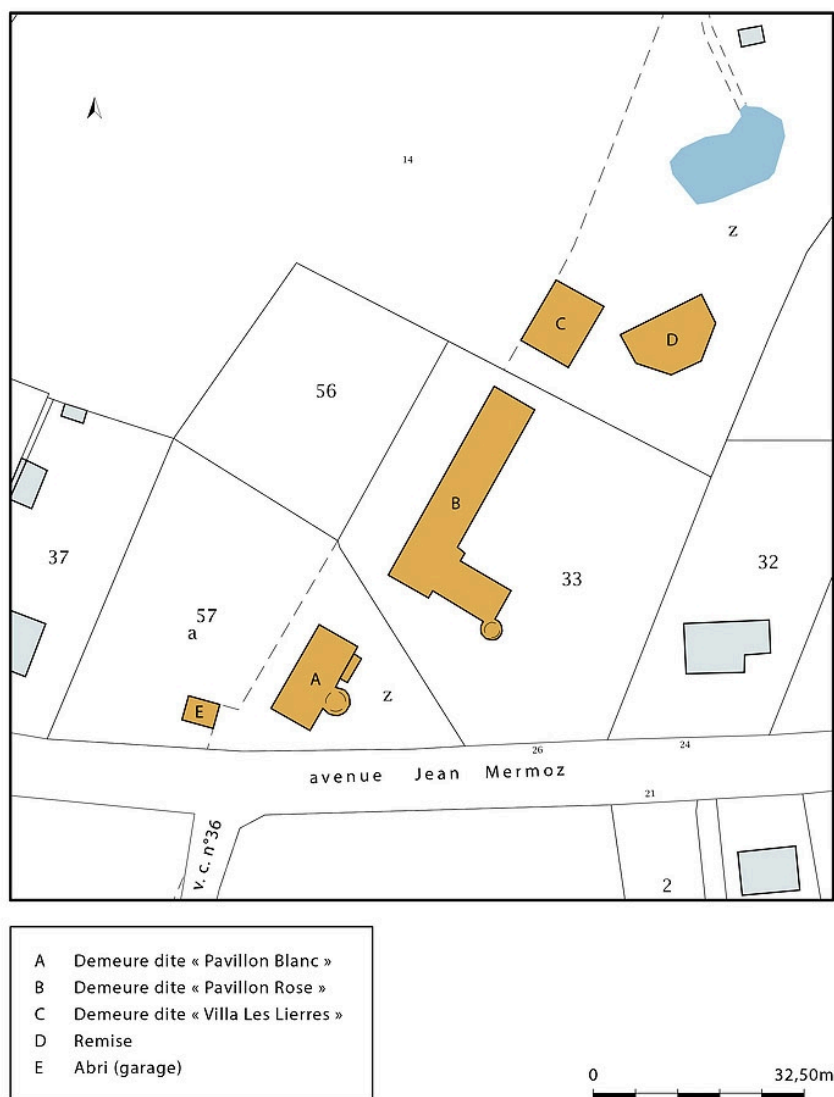 14
z
C
D
56
B
37
33
32
57
a
A
z
E
26
24
avenue Jean Mermoz
21
v. c. n°36
2
A Demeure dite « Pavillon Blanc »
B Demeure dite « Pavillon Rose »
C Demeure dite « Villa Les Lierres »
D Remise
E Abri (garage)
0 32,50m